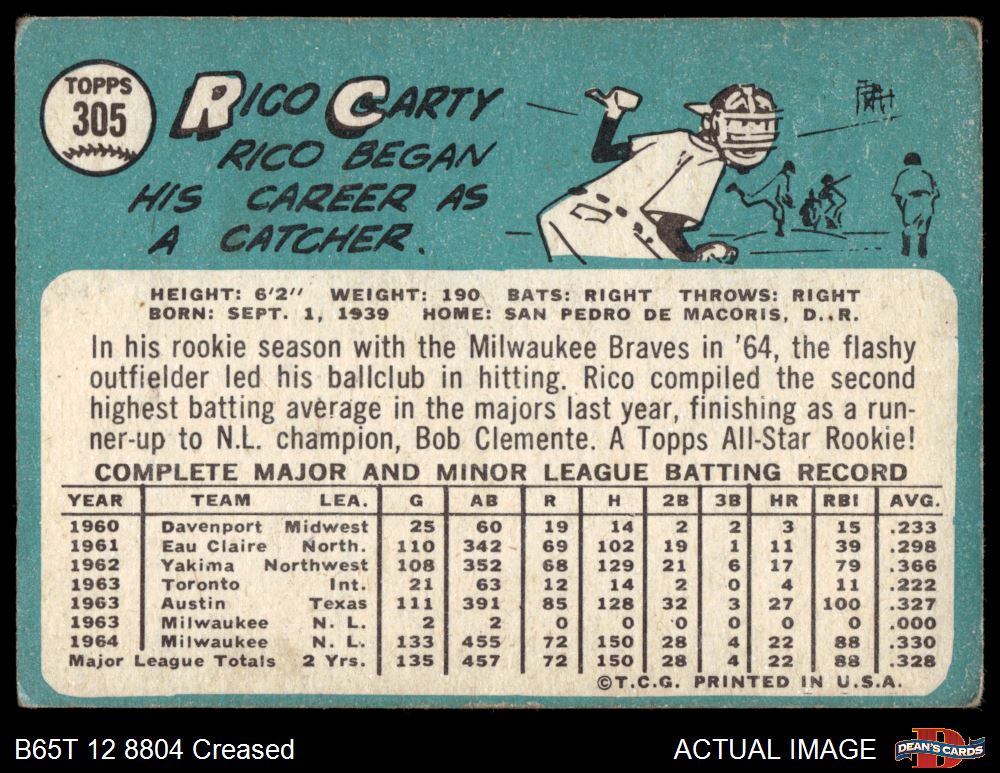 TOPPS
305
RICO CARTY
RICO BEGAN
HIS CAREER AS
A CATCHER.
HEIGHT: 6'2" WEIGHT: 190 BATS: RIGHT THROWS: RIGHT
BORN: SEPT. 1, 1939 HOME: SAN PEDRO DE MACORIS, D..R.
In his rookie season with the Milwaukee Braves in '64, the flashy
outfielder led his ballclub in hitting. Rico compiled the second
highest batting average in the majors last year, finishing as a run-
ner-up to N.L. champion, Bob Clemente. A Topps All-Star Rookie!
COMPLETE MAJOR AND MINOR LEAGUE BATTING RECORD
YEAR TEAM LEA. G AB R H 2B 3B HR RBI AVG.
1960 Davenport Midwest 25 60 19 14 2 2 3 15 .233
1961 Eau Claire North. 110 342 69 102 19 1 11 39 .298
1962 Yakima Northwest 108 352 68 129 21 6 17 79 .366
1963 Toronto Int. 21 63 12 14 2 0 4 11 .222
1963 Austin Texas 111 391 85 128 32 3 27 100 .327
1963 Milwaukee N. L. 2 2 0 0 0 0 0 0 .000
1964 Milwaukee N. L. 133 455 72 150 28 4 22 88 .330
Major League Totals 2 Yrs. 135 457 72 150 28 4 22 88 .328
©T.C.G. PRINTED IN U.S.A.
B65T 12 8804 Creased
ACTUAL IMAGE
DEAN'S CARDS